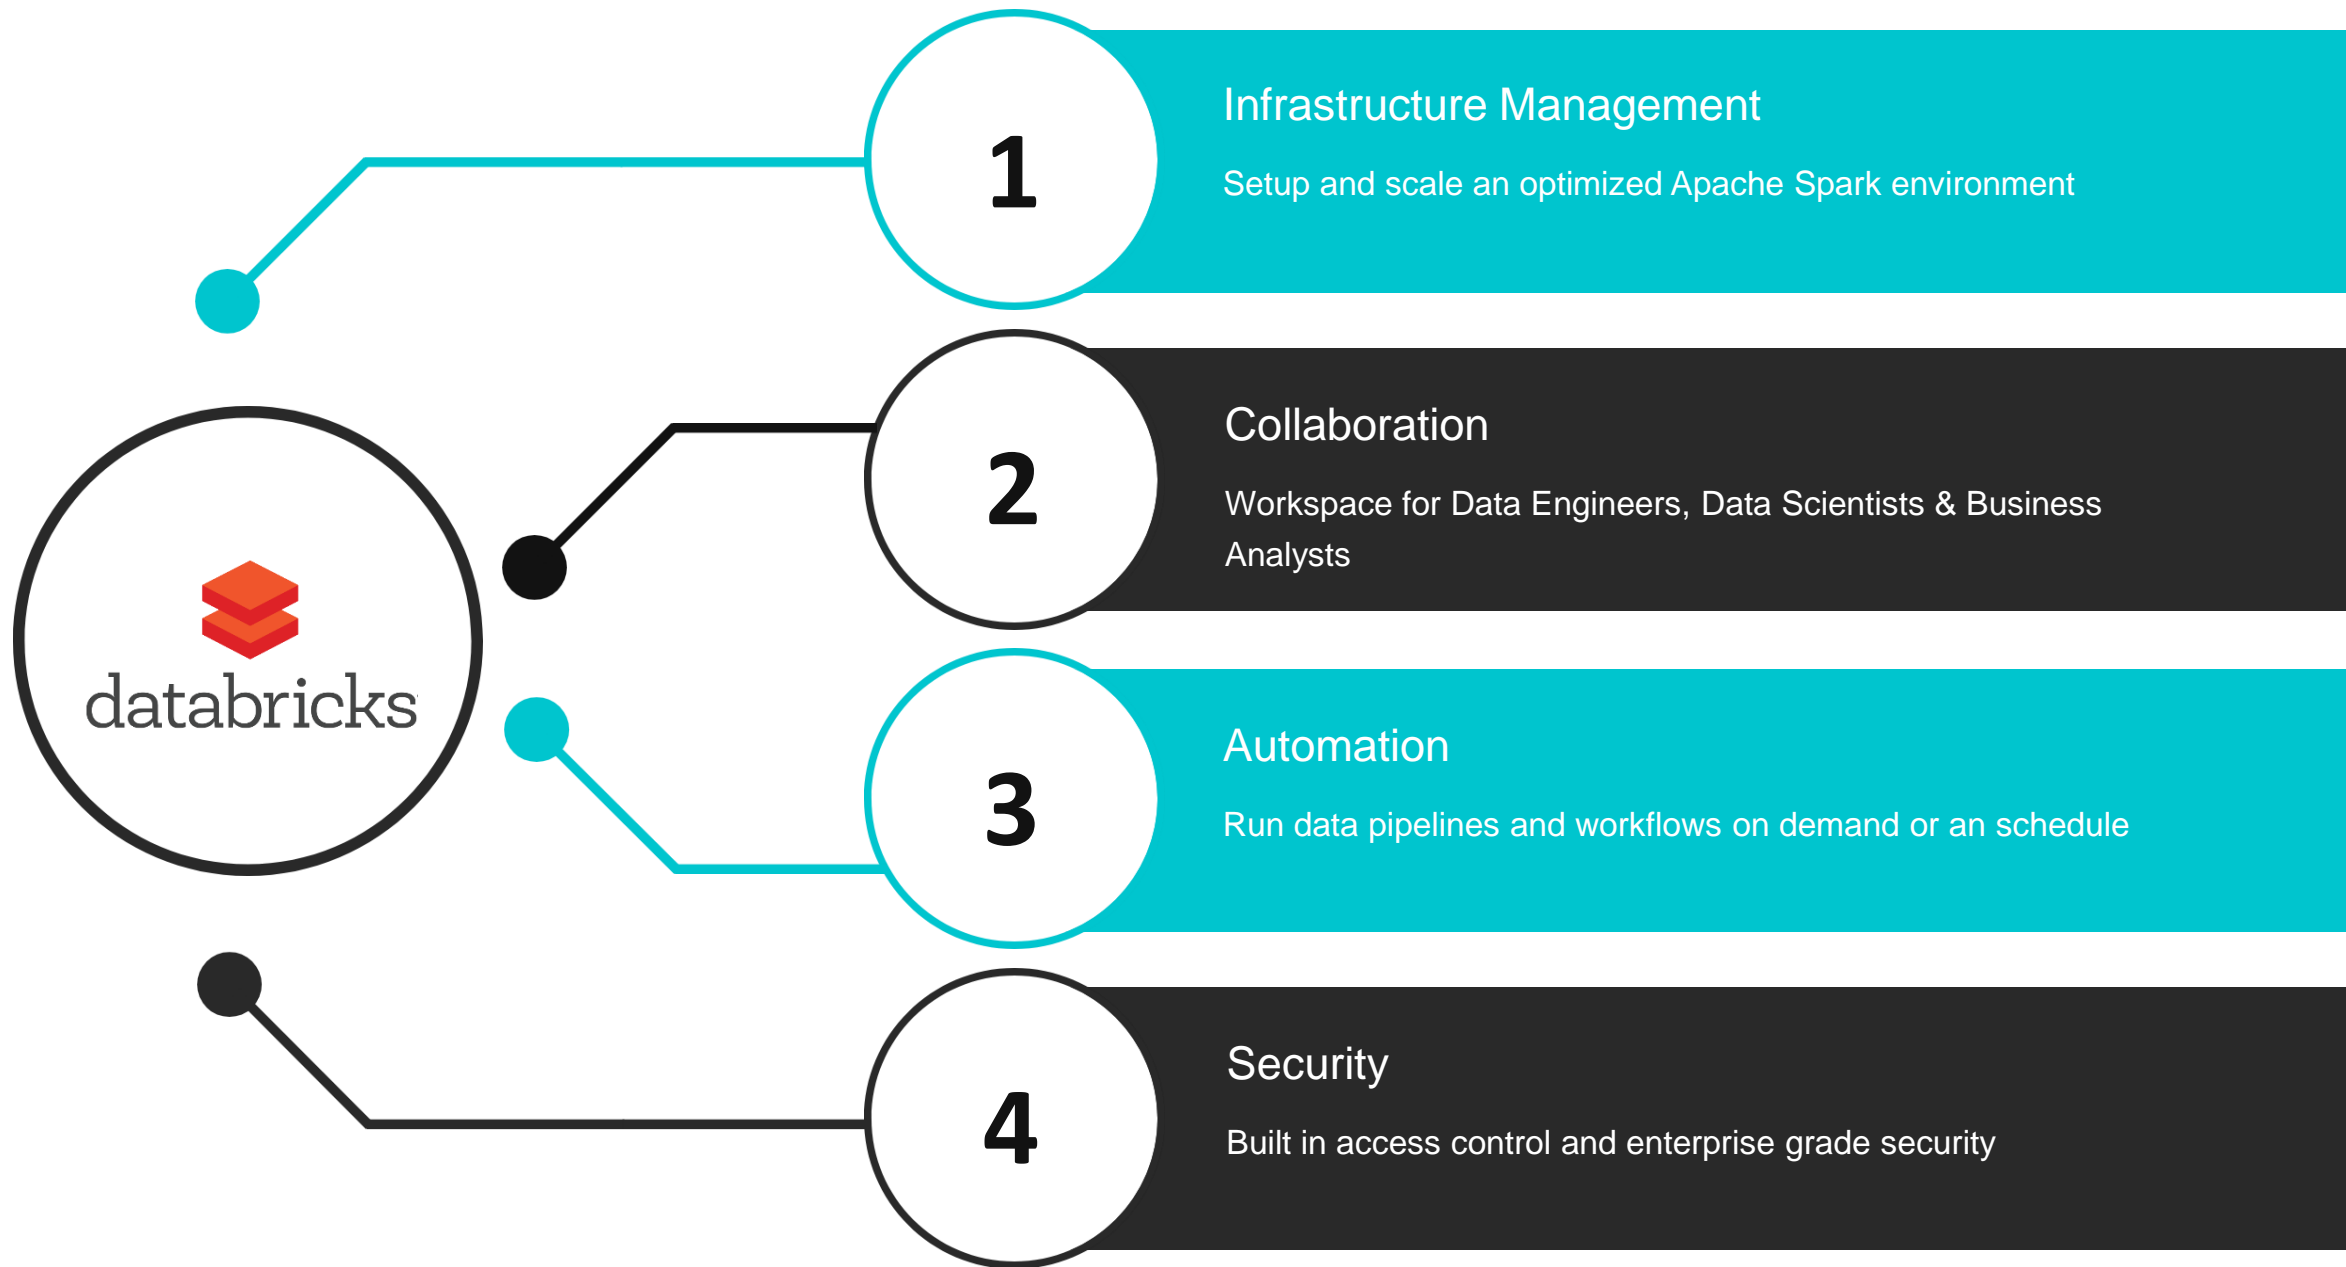 1
Infrastructure Management
Setup and scale an optimized Apache Spark environment
2
Collaboration
Workspace for Data Engineers, Data Scientists & Business
Analysts
databricks
3
Automation
Run data pipelines and workflows on demand or an schedule
4
Security
Built in access control and enterprise grade security